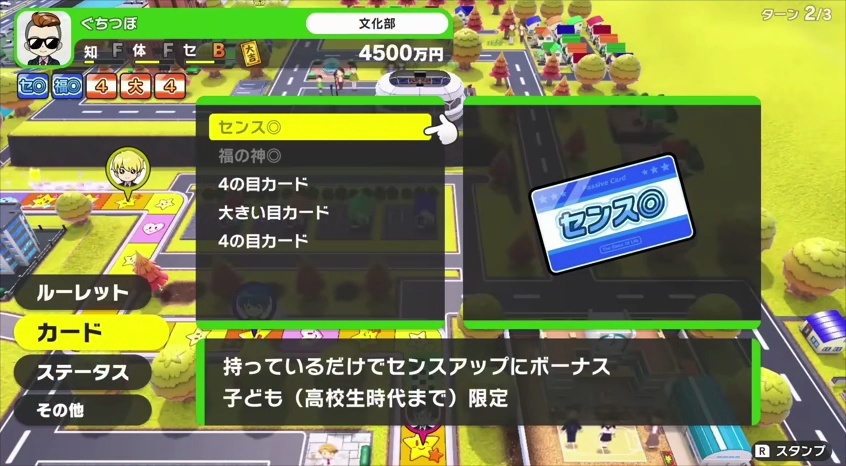 ぐちつぼ
文化部
ターン 2/3
知 F 体 F セ B 大吉
4500万円
セ◎ 福◎ 4 大 4
センス◎
福の神◎
4の目カード
大きい目カード
4の目カード
Passive Card
センス◎
The Game Of Life
ルーレット
カード
ステータス
その他
持っているだけでセンスアップにボーナス
子ども（高校生時代まで）限定
R スタンプ